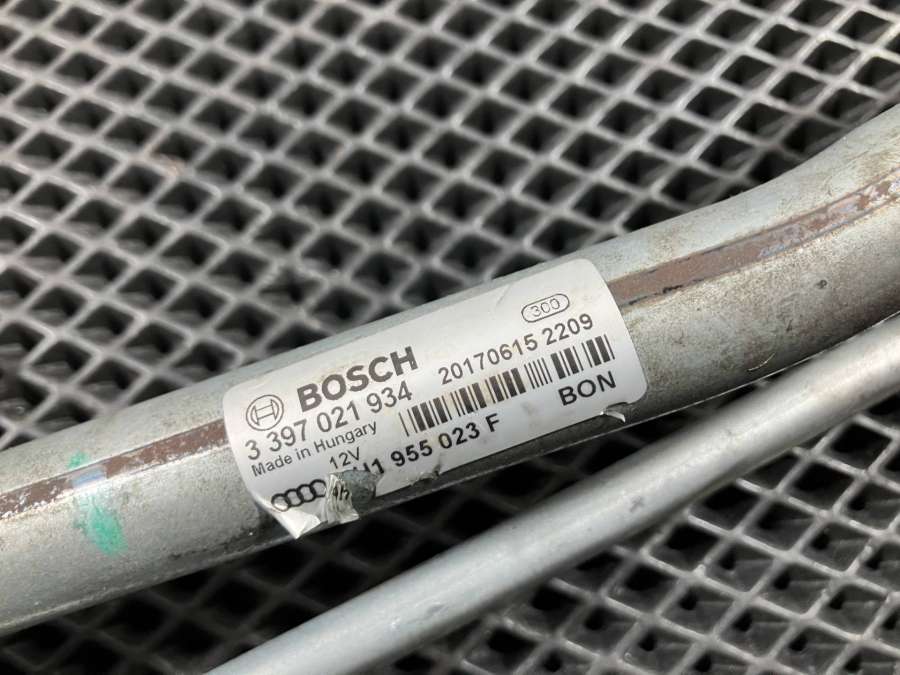 300
BOSCH 20170615 2209
3 397 021 934
Made in Hungary
12V BON
955 023 F